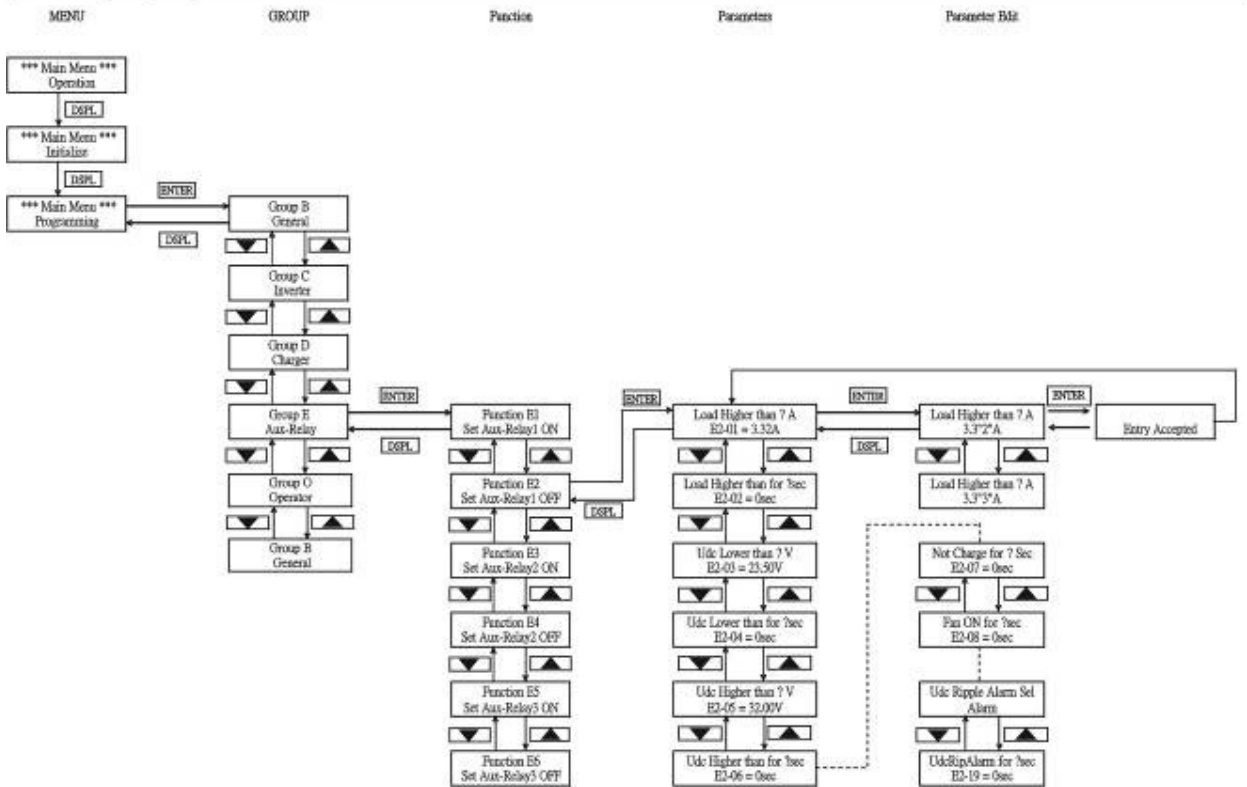 MENU
GROUP
Function
Parameters
Parameter Edit
*** Main Menu ***
Operation
DSPL
*** Main Menu ***
Initialize
DSPL
*** Main Menu ***
Programming
ENTER
DSPL
Group B
General
Group C
Inverter
Group D
Charger
Group E
Aux-Relay
Group O
Operator
Group B
General
ENTER
DSPL
Function E1
Set Aux-Relay1 ON
Function E2
Set Aux-Relay1 OFF
Function E3
Set Aux-Relay2 ON
Function E4
Set Aux-Relay2 OFF
Function E5
Set Aux-Relay3 ON
Function E6
Set Aux-Relay3 OFF
ENTER
DSPL
Load Higher than ? A
E2-01 = 3.32A
Load Higher than for ?sec
E2-02 = 0sec
Udc Lower than ? V
E2-03 = 23.50V
Udc Lower than for ?sec
E2-04 = 0sec
Udc Higher than ? V
E2-05 = 32.00V
Udc Higher than for ?sec
E2-06 = 0sec
ENTER
DSPL
Load Higher than ? A
3.3"2"A
Load Higher than ? A
3.3"3"A
Not Charge for ? Sec
E2-07 = 0sec
Fan ON for ?sec
E2-08 = 0sec
Udc Ripple Alarm Sel
Alarm
UdcRipAlarm for ?sec
E2-19 = 0sec
ENTER
Entry Accepted